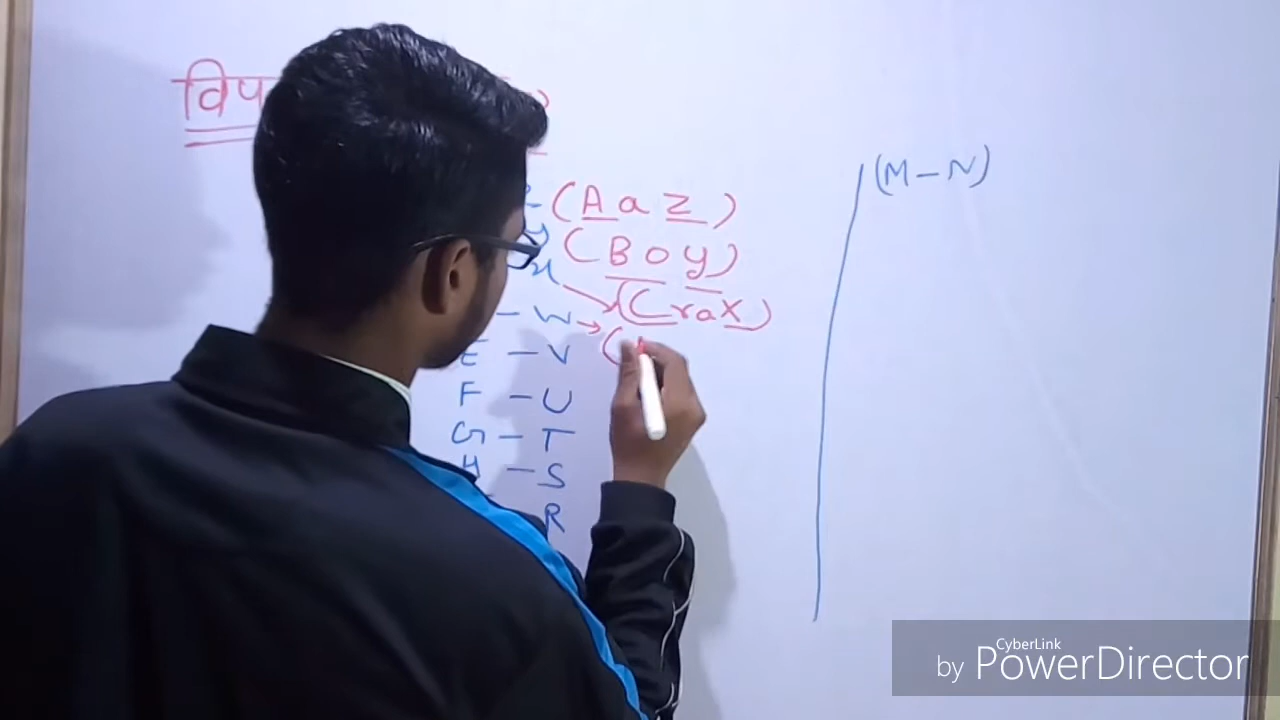 विप
(A a z) (M - N)
y (B o y)
x (C r a x)
- W → (
E - V
F - U
G - T
H - S
R
CyberLink
by PowerDirector